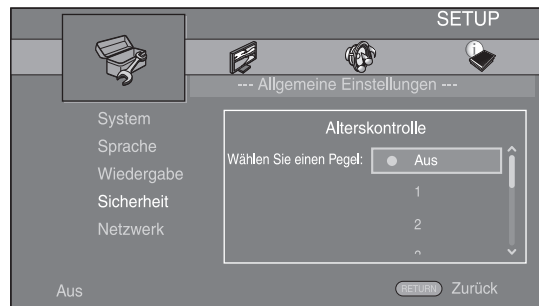 SETUP
--- Allgemeine Einstellungen ---
System
Sprache
Wiedergabe
Sicherheit
Netzwerk
Alterskontrolle
Wählen Sie einen Pegel:
Aus
1
2
Aus
RETURN Zurück